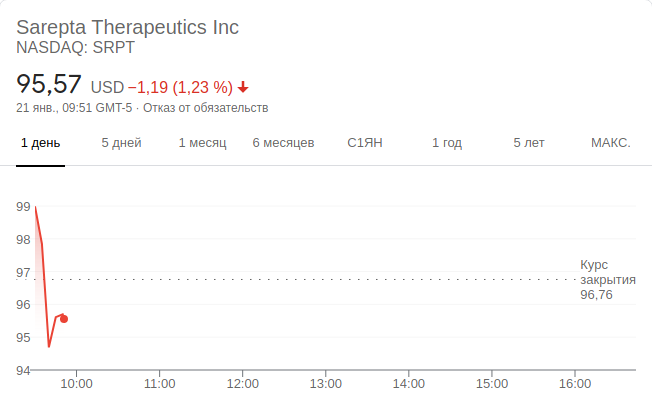 Sarepta Therapeutics Inc
NASDAQ: SRPT
95,57 USD −1,19 (1,23 %)
21 янв., 09:51 GMT-5 · Отказ от обязательств
1 день 5 дней 1 месяц 6 месяцев С1ЯН 1 год 5 лет МАКС.
99
98
97
96
95
94
Курс
закрытия
96,76
10:00 11:00 12:00 13:00 14:00 15:00 16:00